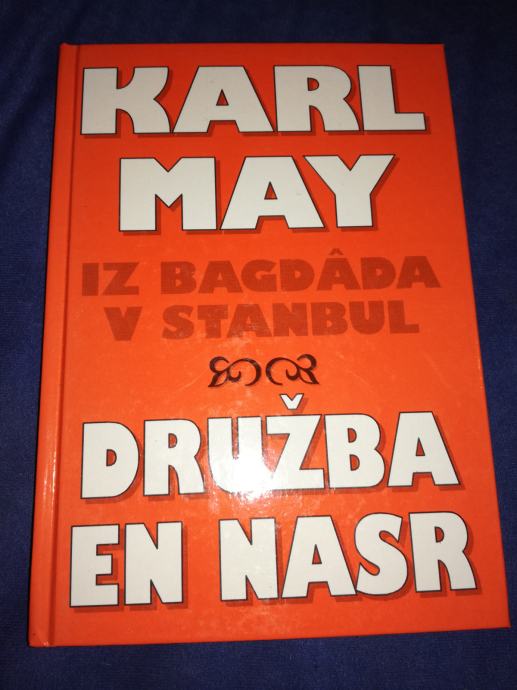 KARL
MAY
IZ BAGDÂDA
V STANBUL
DRUŽBA
EN NASR